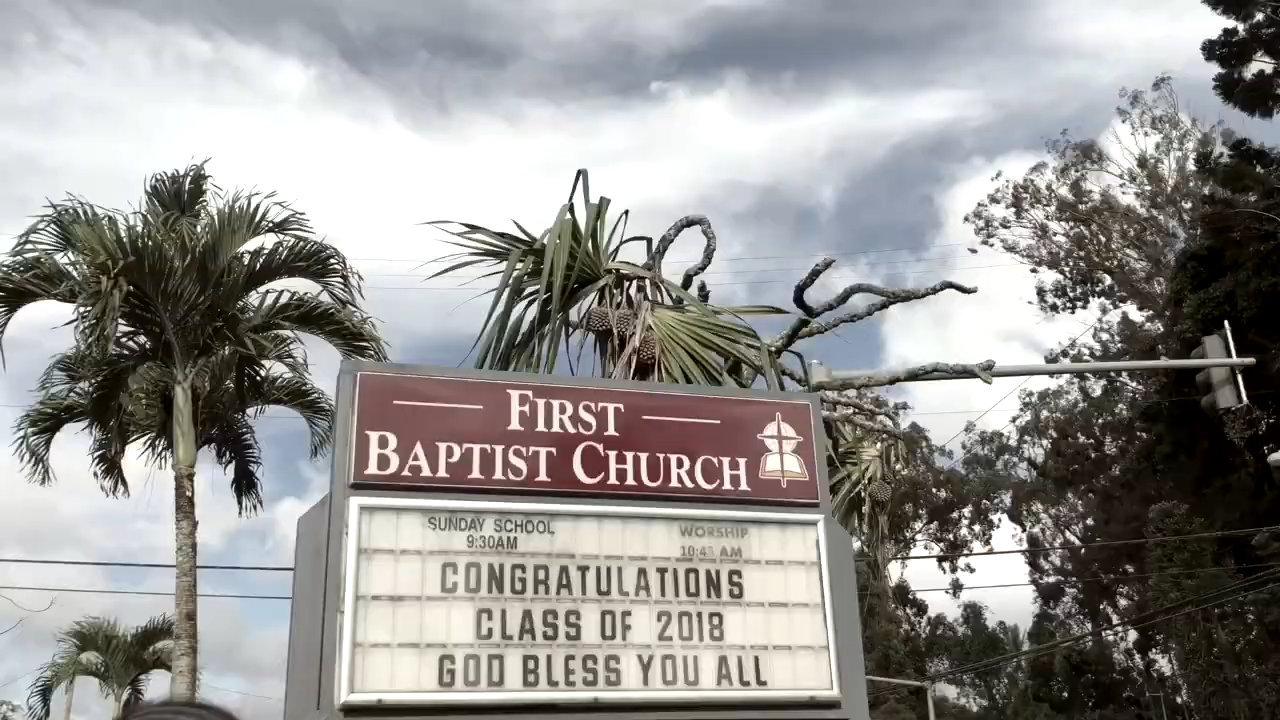 FIRST
BAPTIST CHURCH
SUNDAY SCHOOL
9:30AM
WORSHIP
10:45 AM
CONGRATULATIONS
CLASS OF 2018
GOD BLESS YOU ALL